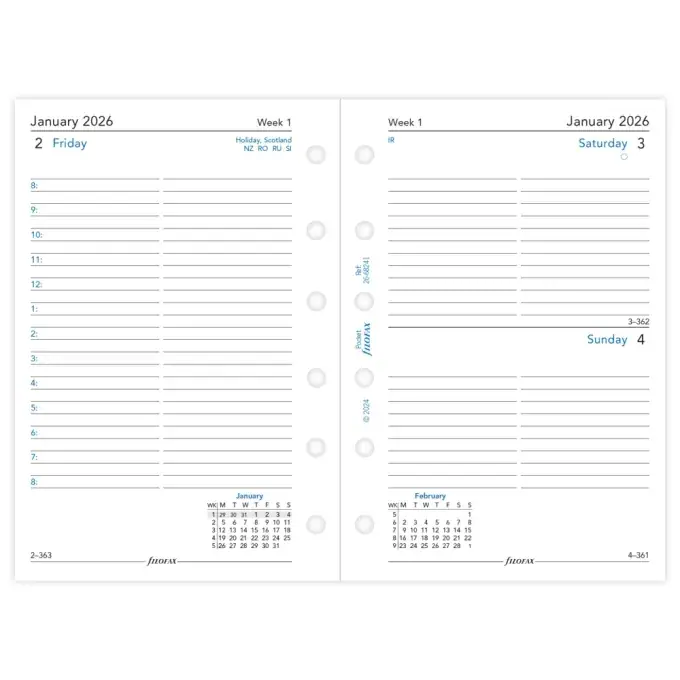 January 2026 Week 1
2 Friday Holiday, Scotland
NZ RO RU SI
8:
9:
10:
11:
12:
1:
2:
3:
4:
5:
6:
7:
8:
January
WK M T W T F S S
1 29 30 31 1 2 3 4
2 5 6 7 8 9 10 11
3 12 13 14 15 16 17 18
4 19 20 21 22 23 24 25
5 26 27 28 29 30 31
2–363
filofax
Ref.
26-68241
Pocket
filofax
© 2024
Week 1 January 2026
IR Saturday 3
3–362
Sunday 4
February
WK M T W T F S S
5 1
6 2 3 4 5 6 7 8
7 9 10 11 12 13 14 15
8 16 17 18 19 20 21 22
9 23 24 25 26 27 28 1
4–361
filofax